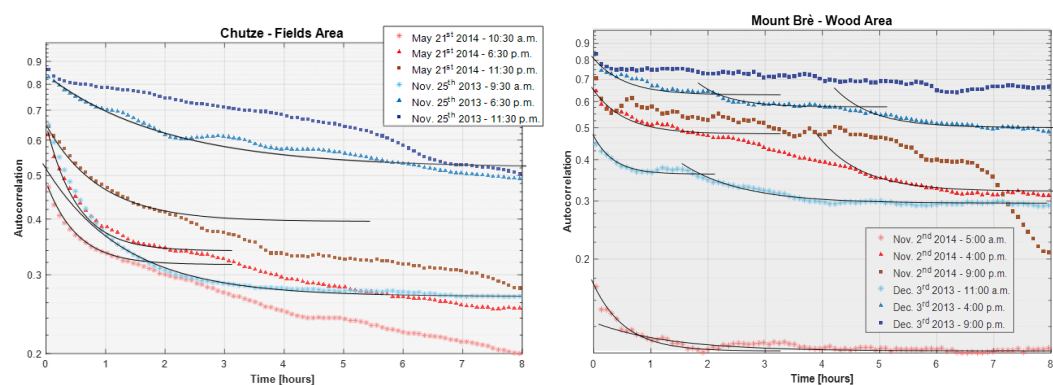 Chutze - Fields Area
May 21st 2014 - 10:30 a.m.
May 21st 2014 - 6:30 p.m.
May 21st 2014 - 11:30 p.m.
Nov. 25th 2013 - 9:30 a.m.
Nov. 25th 2013 - 6:30 p.m.
Nov. 25th 2013 - 11:30 p.m.
Autocorrelation
0.9
0.8
0.7
0.6
0.5
0.4
0.3
0.2
0 1 2 3 4 5 6 7 8
Time [hours]
Mount Brè - Wood Area
Autocorrelation
0.9
0.8
0.7
0.6
0.5
0.4
0.3
0.2
Nov. 2nd 2014 - 5:00 a.m.
Nov. 2nd 2014 - 4:00 p.m.
Nov. 2nd 2014 - 9:00 p.m.
Dec. 3rd 2013 - 11:00 a.m.
Dec. 3rd 2013 - 4:00 p.m.
Dec. 3rd 2013 - 9:00 p.m.
0 1 2 3 4 5 6 7 8
Time [hours]